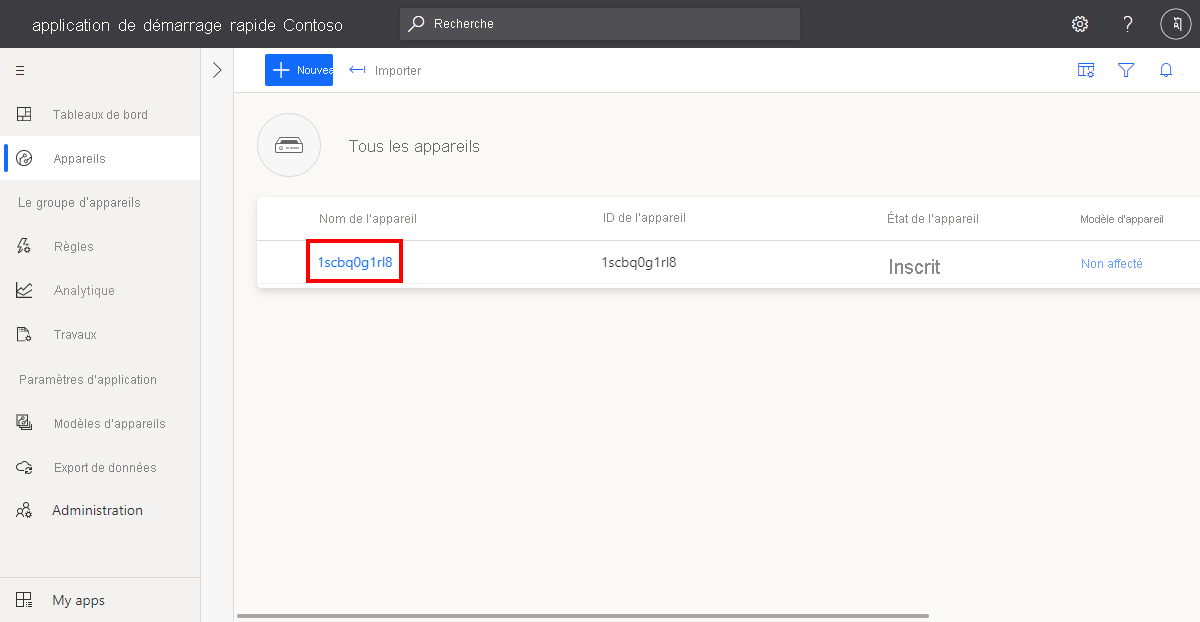 application de démarrage rapide Contoso
Recherche
?
Nouvea
Importer
Tableaux de bord
Appareils
Tous les appareils
Le groupe d'appareils
Nom de l'appareil
ID de l'appareil
État de l'appareil
Modèle d'appareil
Règles
1scbq0g1rl8
1scbq0g1rl8
Inscrit
Non affecté
Analytique
Travaux
Paramètres d'application
Modèles d'appareils
Export de données
Administration
My apps